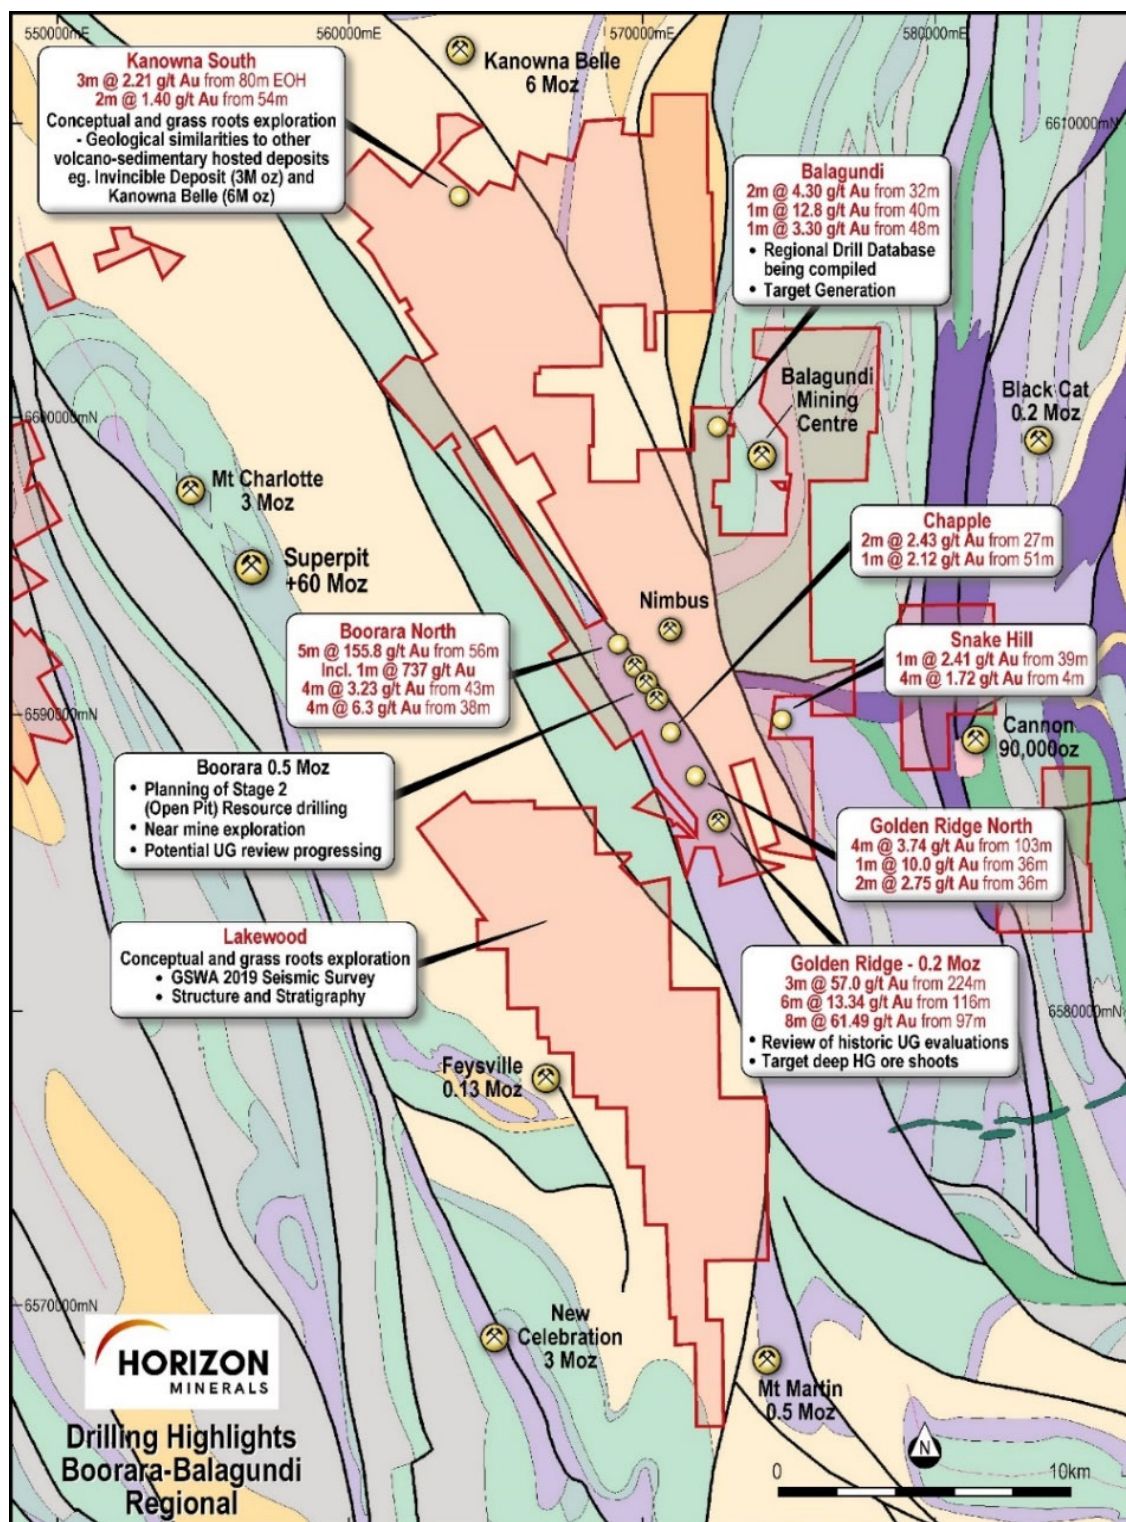 550000mE
560000mE
570000mE
580000mE
Kanowna South
3m @ 2.21 g/t Au from 80m EOH
2m @ 1.40 g/t Au from 54m
Conceptual and grass roots exploration
- Geological similarities to other
volcano-sedimentary hosted deposits
eg. Invincible Deposit (3M oz) and
Kanowna Belle (6M oz)
Kanowna Belle
6 Moz
6610000mN
Balagundi
2m @ 4.30 g/t Au from 32m
1m @ 12.8 g/t Au from 40m
1m @ 3.30 g/t Au from 48m
• Regional Drill Database
being compiled
• Target Generation
Balagundi
Mining
Centre
Black Cat
0.2 Moz
6600000mN
Mt Charlotte
3 Moz
Superpit
+60 Moz
Chapple
2m @ 2.43 g/t Au from 27m
1m @ 2.12 g/t Au from 51m
Nimbus
Boorara North
5m @ 155.8 g/t Au from 56m
Incl. 1m @ 737 g/t Au
4m @ 3.23 g/t Au from 43m
4m @ 6.3 g/t Au from 38m
Snake Hill
1m @ 2.41 g/t Au from 39m
4m @ 1.72 g/t Au from 4m
6590000mN
Cannon
90,000oz
Boorara 0.5 Moz
• Planning of Stage 2
(Open Pit) Resource drilling
• Near mine exploration
• Potential UG review progressing
Golden Ridge North
4m @ 3.74 g/t Au from 103m
1m @ 10.0 g/t Au from 36m
2m @ 2.75 g/t Au from 36m
Lakewood
Conceptual and grass roots exploration
• GSWA 2019 Seismic Survey
• Structure and Stratigraphy
Golden Ridge - 0.2 Moz
3m @ 57.0 g/t Au from 224m
6m @ 13.34 g/t Au from 116m
8m @ 61.49 g/t Au from 97m
• Review of historic UG evaluations
• Target deep HG ore shoots
6580000mN
Feysville
0.13 Moz
6570000mN
New
Celebration
3 Moz
Mt Martin
0.5 Moz
HORIZON
MINERALS
Drilling Highlights
Boorara-Balagundi
Regional
N
0
10km